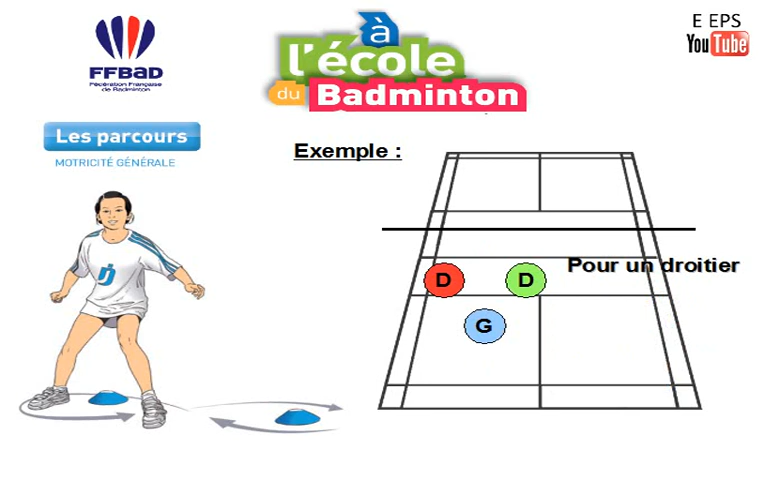 FFBaD
Fédération Française
de Badminton
à
l'école
du Badminton
E EPS
YouTube
Les parcours
MOTRICITÉ GÉNÉRALE
Exemple :
Pour un droitier
D
D
G